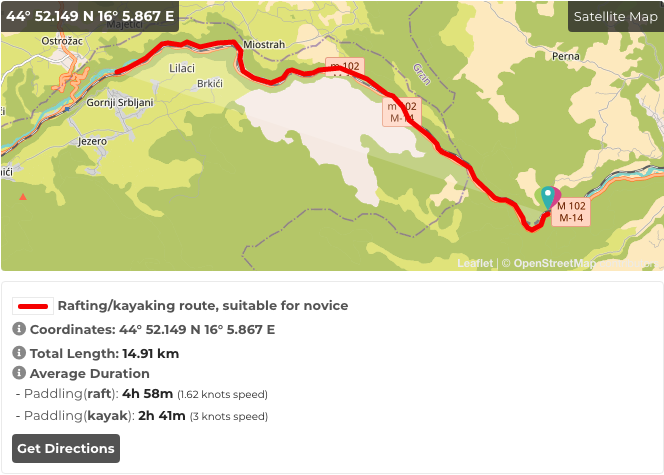 44° 52.149 N 16° 5.867 E
Satellite Map
Majetići
Ostrožac
Miostrah
Perna
Lilaci
m 102
Grzn
Brkići
Gornji Srbljani
M-14
Jezero
M 102
M-14
Leaflet | © OpenStreetMap
Rafting/kayaking route, suitable for novice
Coordinates: 44° 52.149 N 16° 5.867 E
Total Length: 14.91 km
Average Duration
- Paddling(raft): 4h 58m (1.62 knots speed)
- Paddling(kayak): 2h 41m (3 knots speed)
Get Directions